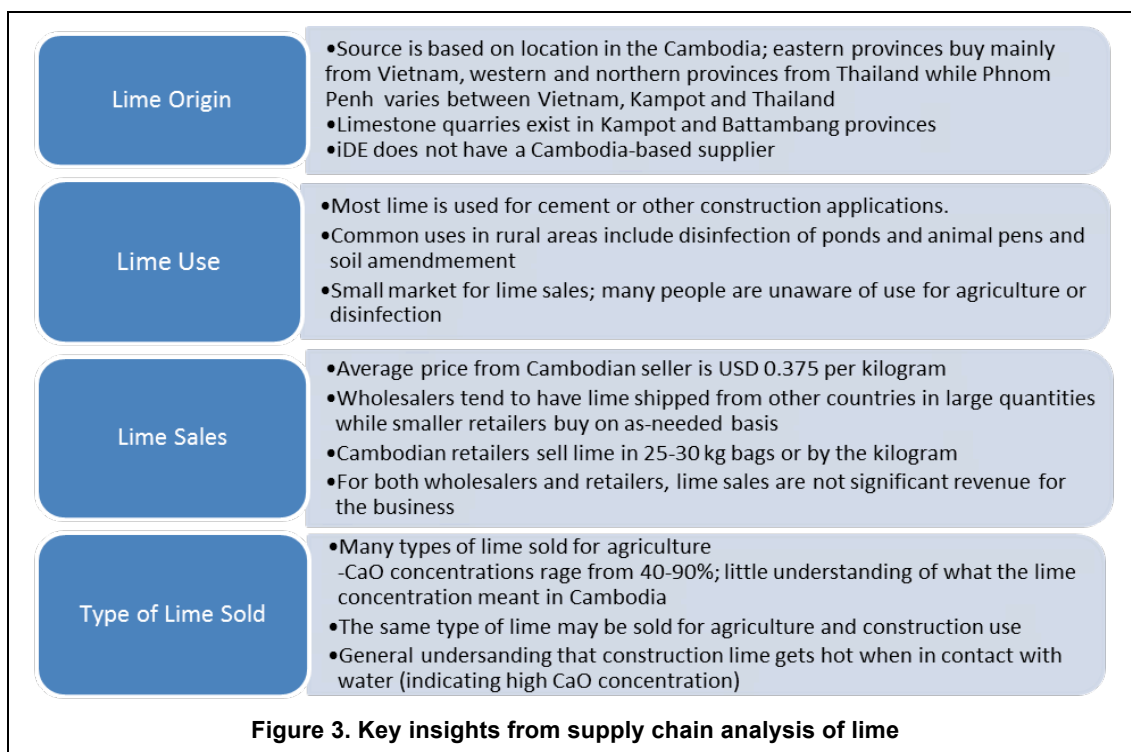 Lime Origin
•Source is based on location in the Cambodia; eastern provinces buy mainly
from Vietnam, western and northern provinces from Thailand while Phnom
Penh varies between Vietnam, Kampot and Thailand
•Limestone quarries exist in Kampot and Battambang provinces
•iDE does not have a Cambodia-based supplier
Lime Use
•Most lime is used for cement or other construction applications.
•Common uses in rural areas include disinfection of ponds and animal pens and
soil amendmement
•Small market for lime sales; many people are unaware of use for agriculture or
disinfection
Lime Sales
•Average price from Cambodian seller is USD 0.375 per kilogram
•Wholesalers tend to have lime shipped from other countries in large quantities
while smaller retailers buy on as-needed basis
•Cambodian retailers sell lime in 25-30 kg bags or by the kilogram
•For both wholesalers and retailers, lime sales are not significant revenue for
the business
Type of Lime Sold
•Many types of lime sold for agriculture
-CaO concentrations rage from 40-90%; little understanding of what the lime
concentration meant in Cambodia
•The same type of lime may be sold for agriculture and construction use
•General undersanding that construction lime gets hot when in contact with
water (indicating high CaO concentration)
Figure 3. Key insights from supply chain analysis of lime